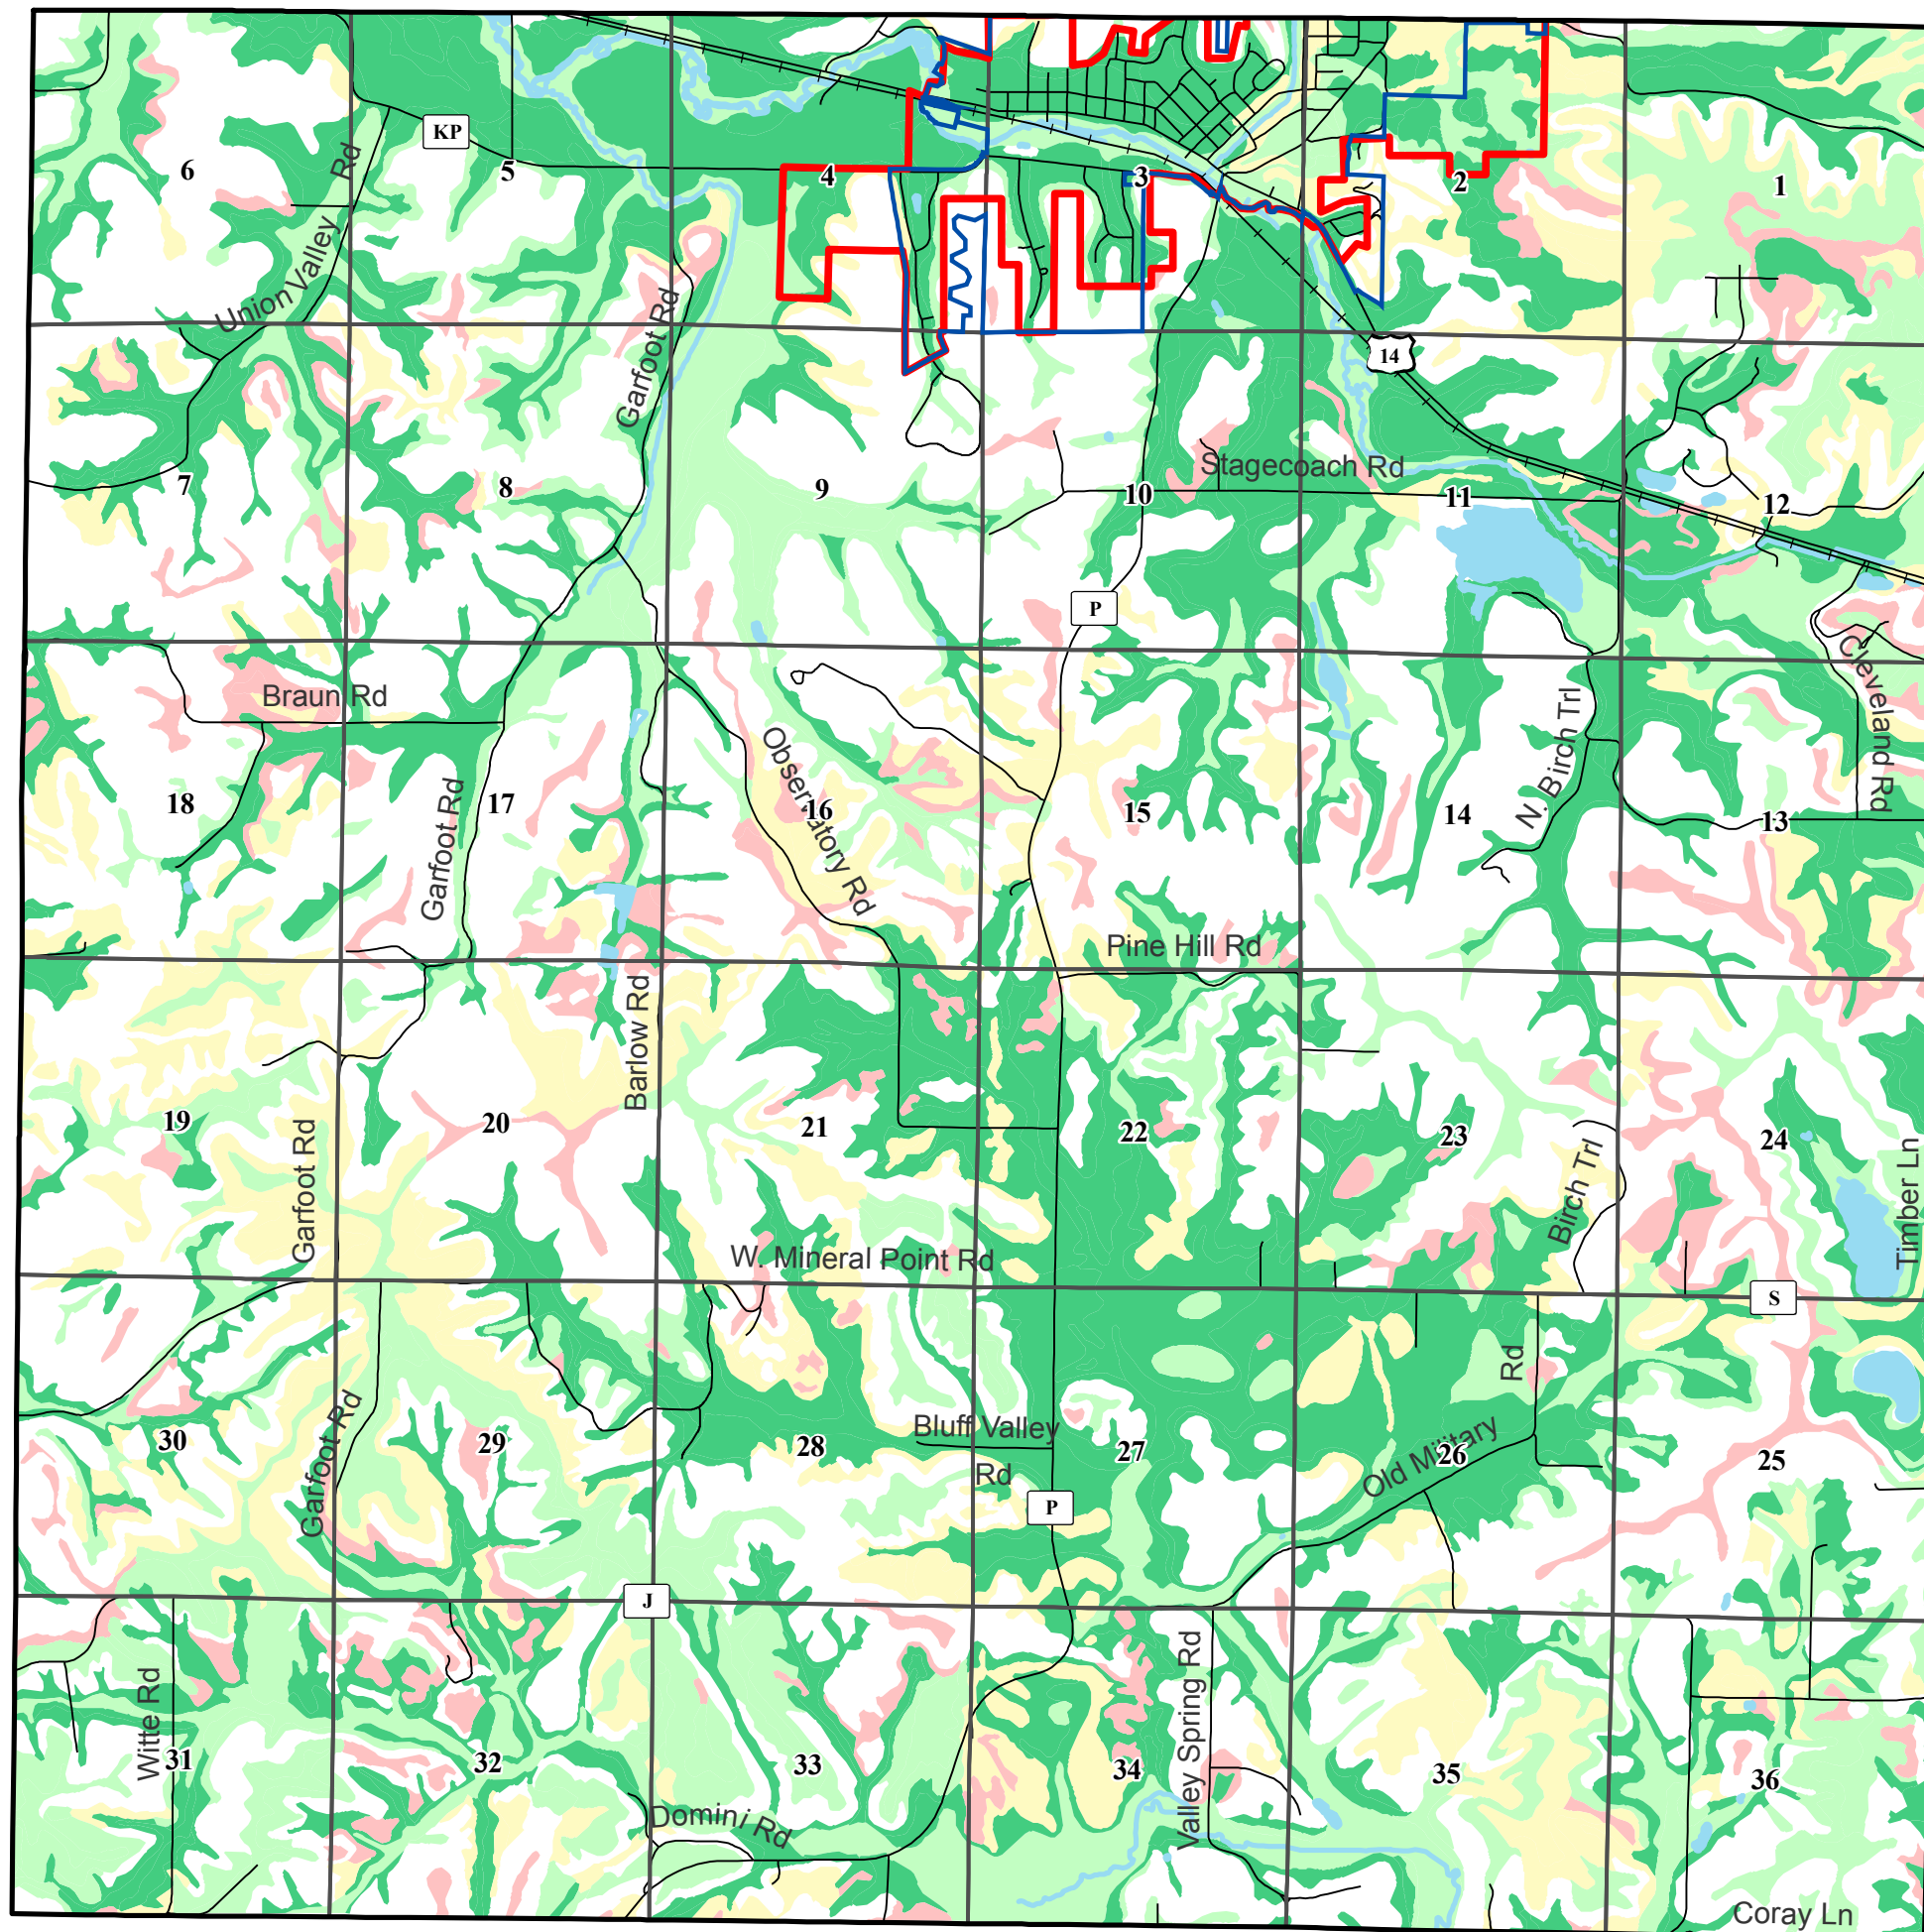 KP
6
5
4
3
2
1
Union Valley
Rd
Garfoot Rd
14
7
8
9
Stagecoach Rd
10
11
12
P
Braun Rd
Cleveland Rd
18
Garfoot Rd
17
Observatory Rd
16
15
14
N. Birch Trl
13
Pine Hill Rd
Barlow Rd
19
Garfoot Rd
20
21
22
23
Birch Trl
24
Timber Ln
W. Mineral Point Rd
S
30
Garfoot Rd
29
28
Bluff Valley
Rd
27
Old Military
Rd
26
25
P
J
Witte Rd
31
32
33
Domini Rd
34
Valley Spring Rd
35
36
Coray Ln